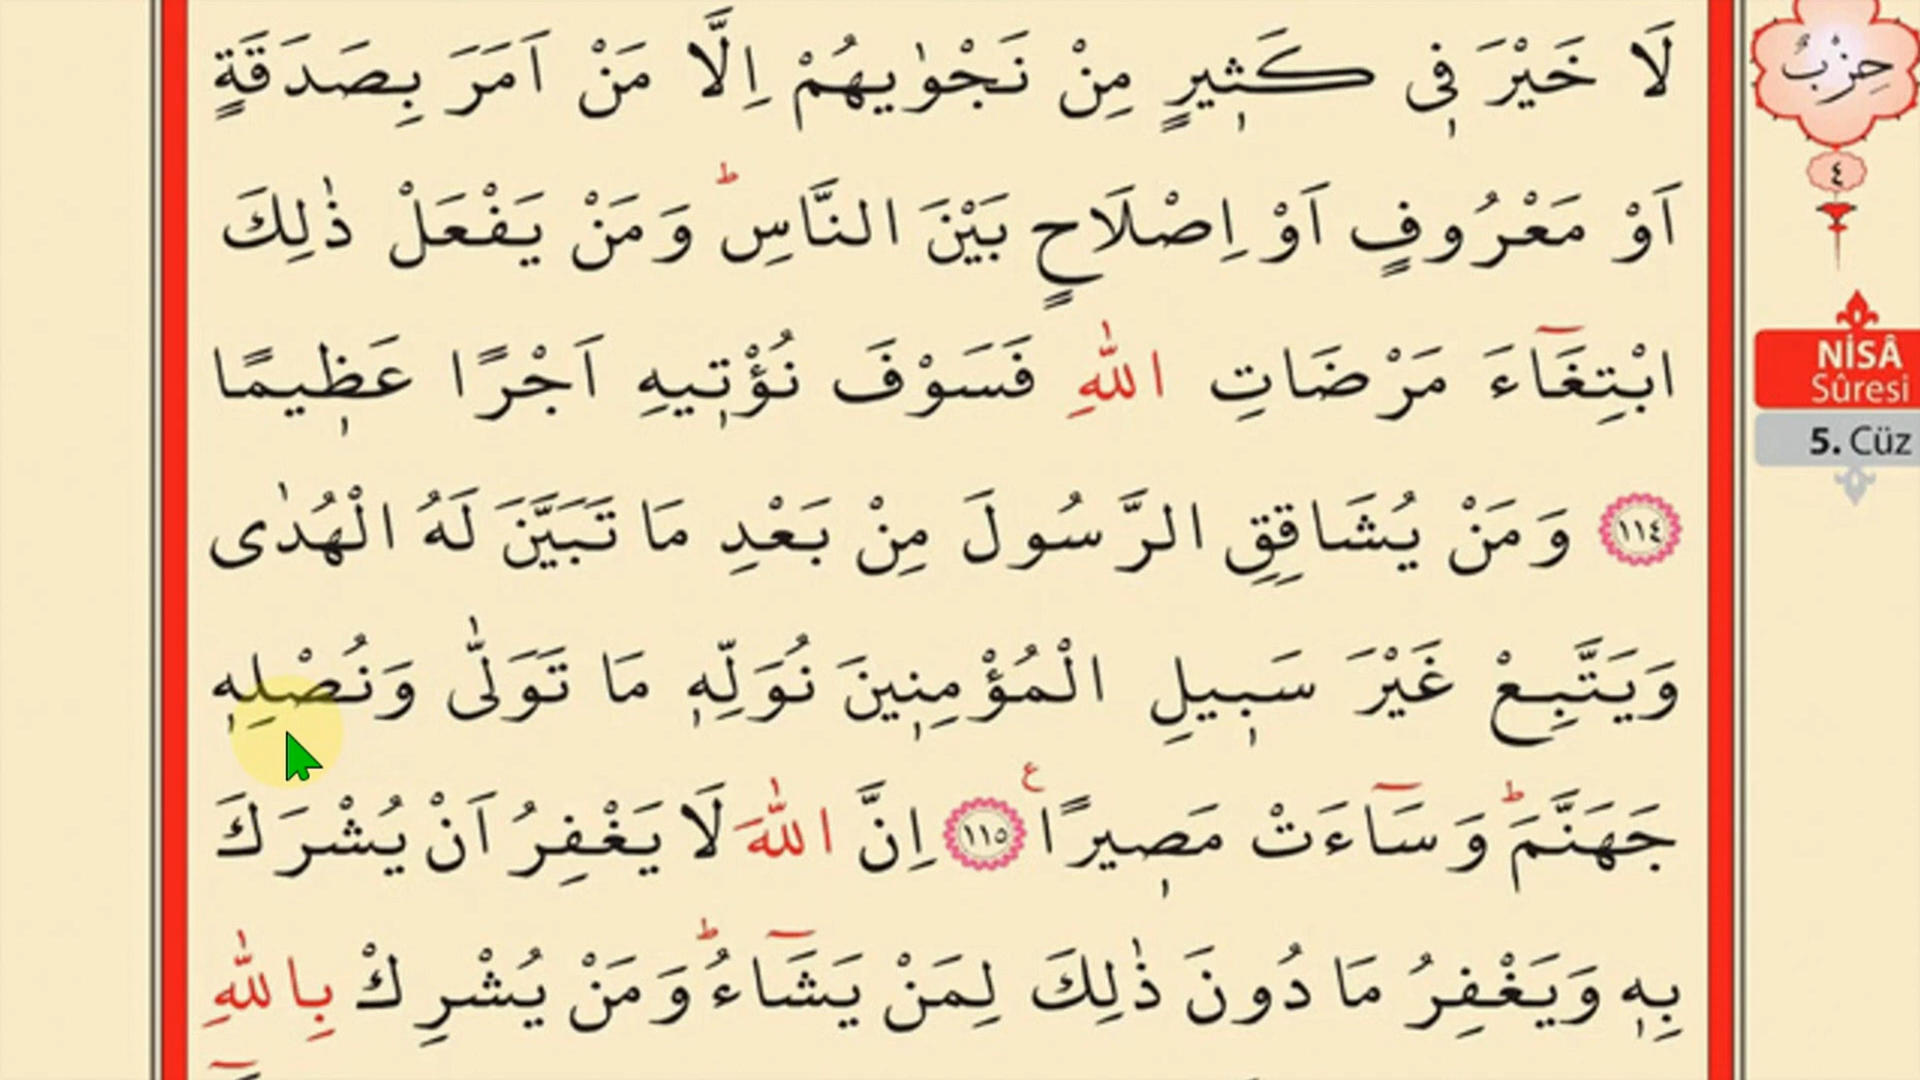 لَا خَيْرَ فٖي كَثٖيرٍ مِنْ نَجْوٰيهُمْ اِلَّا مَنْ اَمَرَ بِصَدَقَةٍ
اَوْ مَعْرُوفٍ اَوْ اِصْلَاحٍ بَيْنَ النَّاسِؕ وَمَنْ يَفْعَلْ ذٰلِكَ
ابْتِغَٓاءَ مَرْضَاتِ اللّٰهِ فَسَوْفَ نُؤْتٖيهِ اَجْرًا عَظٖيمًا
١١٤ وَمَنْ يُشَاقِقِ الرَّسُولَ مِنْ بَعْدِ مَا تَبَيَّنَ لَهُ الْهُدٰى
وَيَتَّبِعْ غَيْرَ سَبٖيلِ الْمُؤْمِنٖينَ نُوَلِّهٖ مَا تَوَلّٰى وَنُصْلِهٖ
جَهَنَّمَؕ وَسَٓاءَتْ مَصٖيرًا ع ١١٥ اِنَّ اللّٰهَ لَا يَغْفِرُ اَنْ يُشْرَكَ
بِهٖ وَيَغْفِرُ مَا دُونَ ذٰلِكَ لِمَنْ يَشَٓاءُؕ وَمَنْ يُشْرِكْ بِاللّٰهِ
حِزْبٌ
٤
NİSÂ
Sûresi
5. Cüz